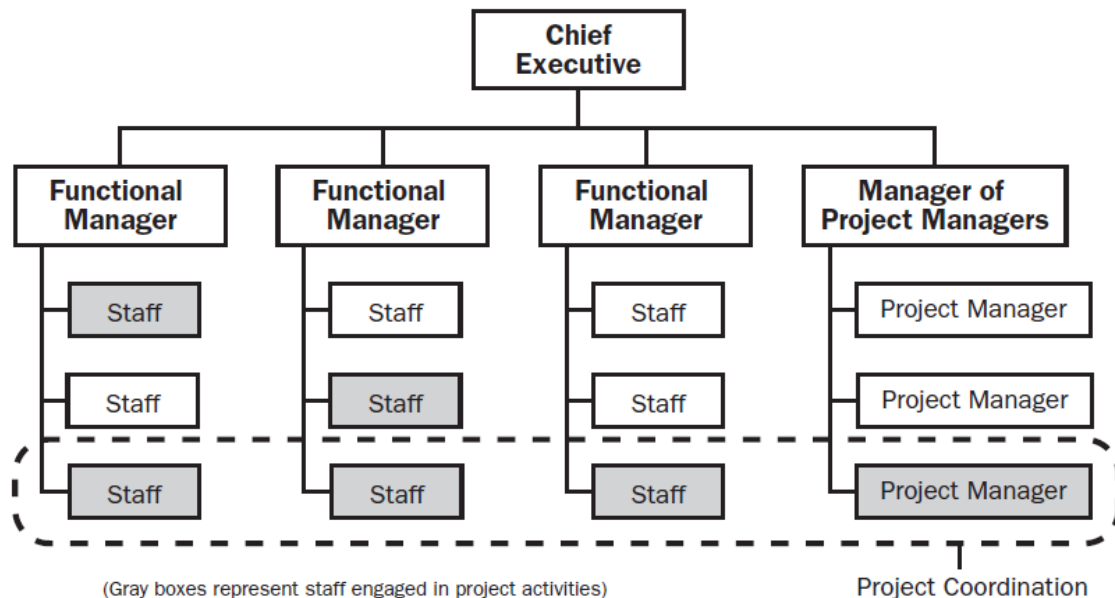 Chief
Executive
Functional
Manager
Functional
Manager
Functional
Manager
Manager of
Project Managers
Staff
Staff
Staff
Project Manager
Staff
Staff
Staff
Project Manager
Staff
Staff
Staff
Project Manager
(Gray boxes represent staff engaged in project activities)
Project Coordination